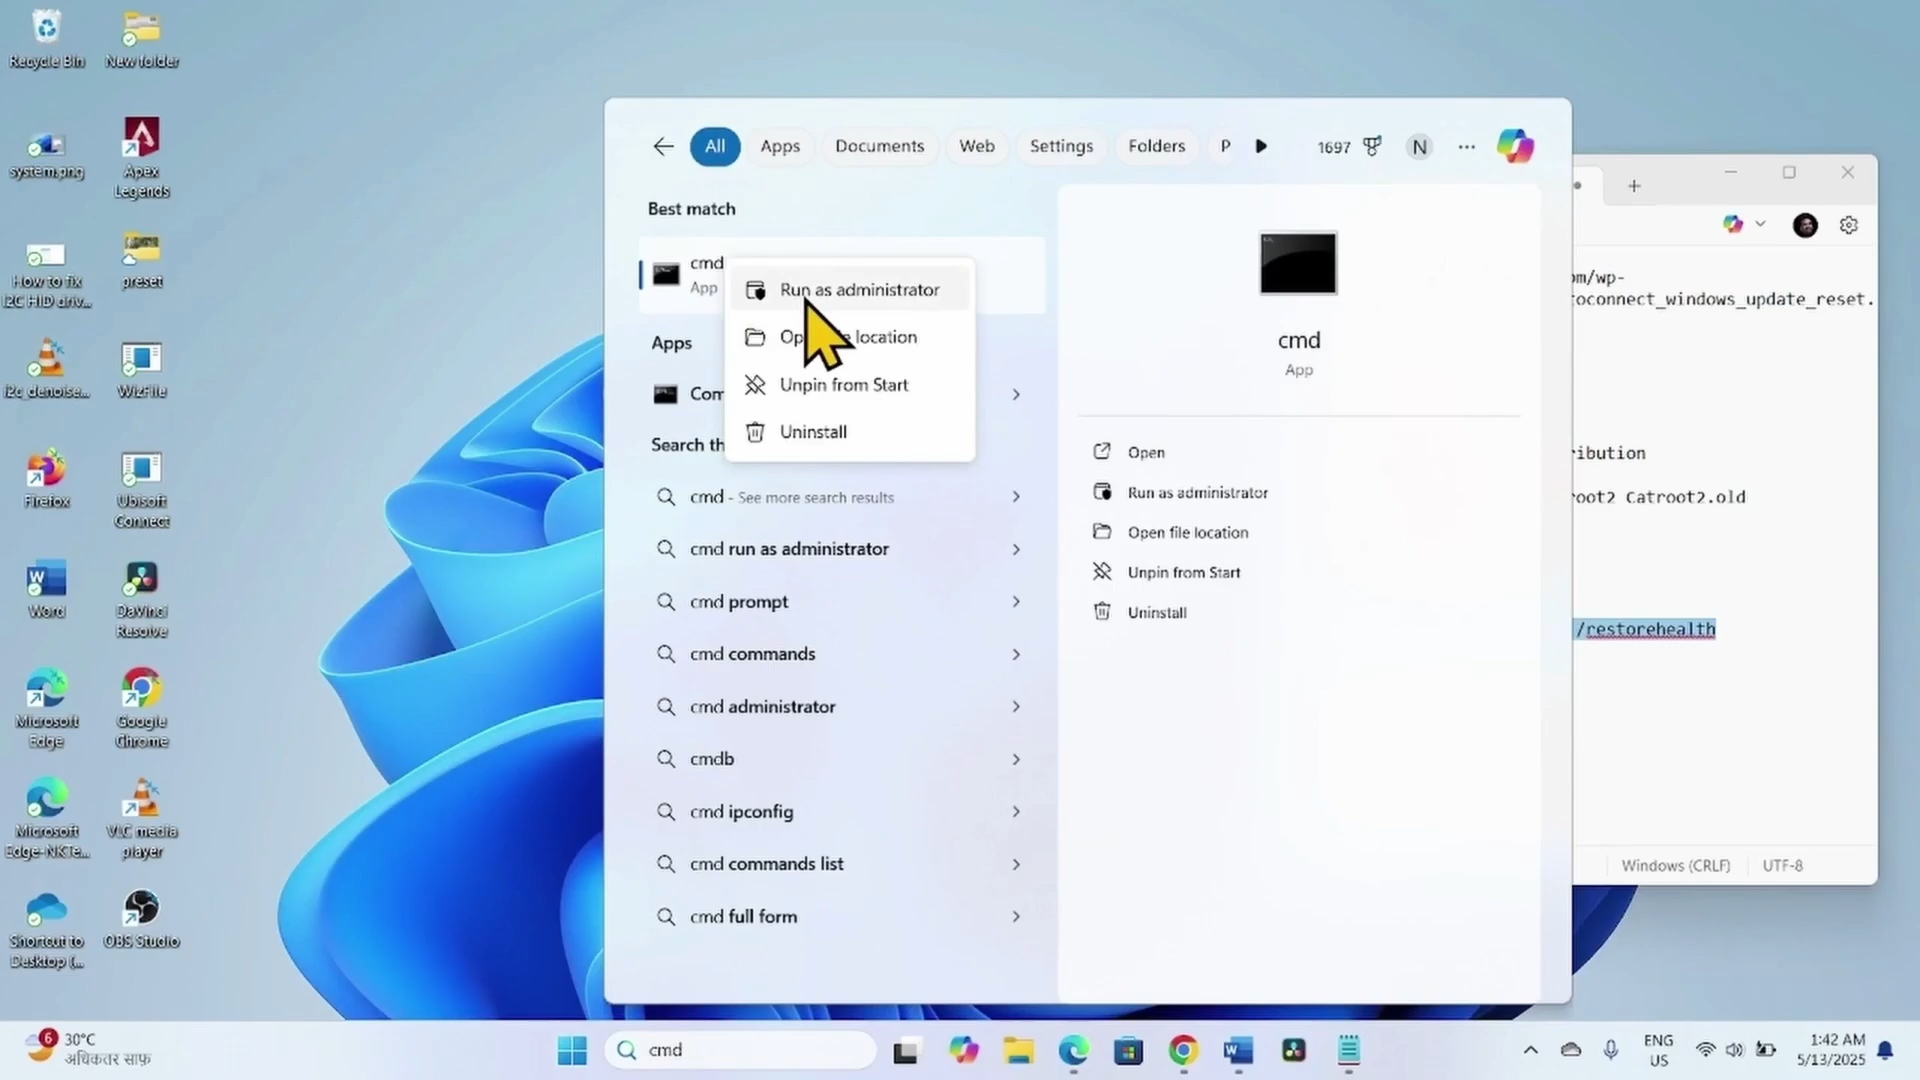 Recycle Bin
New folder
system.png
Apex
Legends
How to fix
I2C HID driv...
preset
i2c_denoise...
WizFile
Firefox
Ubisoft
Connect
Word
DaVinci
Resolve
Microsoft
Edge
Google
Chrome
Microsoft
Edge-NKTe...
VLC media
player
Shortcut to
Desktop (...
OBS Studio
All
Apps
Documents
Web
Settings
Folders
P
1697
N
Best match
cmd
App
Run as administrator
Op
location
Unpin from Start
Uninstall
Apps
Com
Search th
cmd - See more search results
cmd run as administrator
cmd prompt
cmd commands
cmd administrator
cmdb
cmd ipconfig
cmd commands list
cmd full form
cmd
App
Open
Run as administrator
Open file location
Unpin from Start
Uninstall
om/wp-
oconnect_windows_update_reset.
ibution
oot2 Catroot2.old
/restorehealth
Windows (CRLF)
UTF-8
6
30°C
अधिकतर साफ़
cmd
ENG
US
1:42 AM
5/13/2025